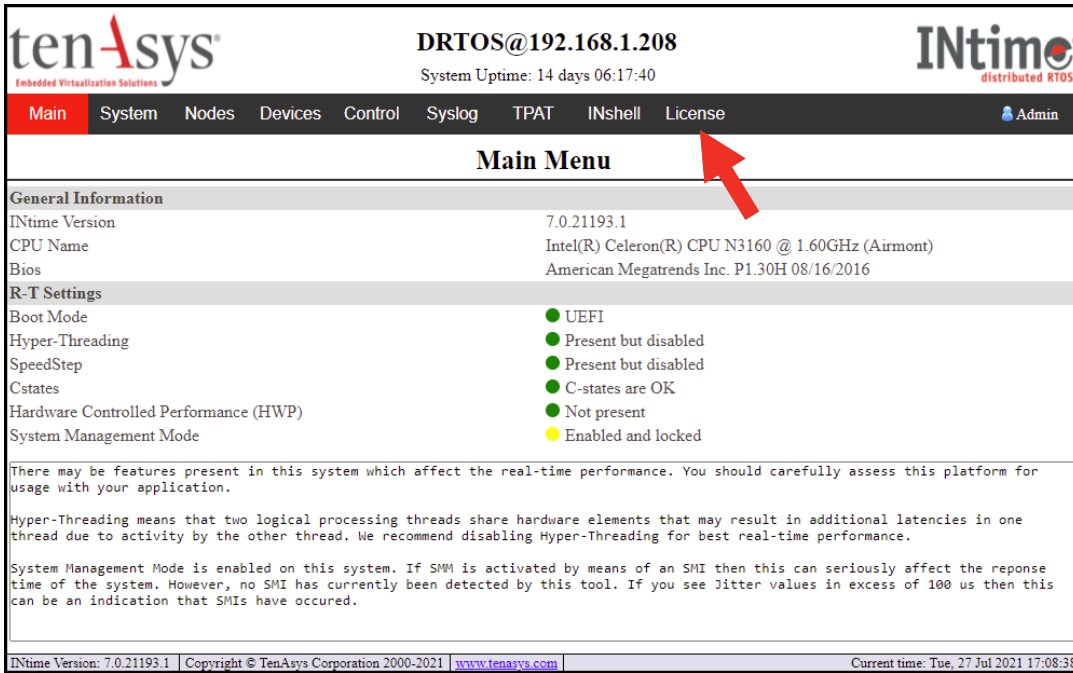 tenAsys
Embedded Virtualization Solutions
DRTOS@192.168.1.208
System Uptime: 14 days 06:17:40
INtime
distributed RTOS
Main System Nodes Devices Control Syslog TPAT INshell License Admin
Main Menu
General Information
INtime Version 7.0.21193.1
CPU Name Intel(R) Celeron(R) CPU N3160 @ 1.60GHz (Airmont)
Bios American Megatrends Inc. P1.30H 08/16/2016
R-T Settings
Boot Mode UEFI
Hyper-Threading Present but disabled
SpeedStep Present but disabled
Cstates C-states are OK
Hardware Controlled Performance (HWP) Not present
System Management Mode Enabled and locked
There may be features present in this system which affect the real-time performance. You should carefully assess this platform for
usage with your application.
Hyper-Threading means that two logical processing threads share hardware elements that may result in additional latencies in one
thread due to activity by the other thread. We recommend disabling Hyper-Threading for best real-time performance.
System Management Mode is enabled on this system. If SMM is activated by means of an SMI then this can seriously affect the reponse
time of the system. However, no SMI has currently been detected by this tool. If you see Jitter values in excess of 100 us then this
can be an indication that SMIs have occured.
INtime Version: 7.0.21193.1 Copyright © TenAsys Corporation 2000-2021 www.tenasys.com Current time: Tue, 27 Jul 2021 17:08:38